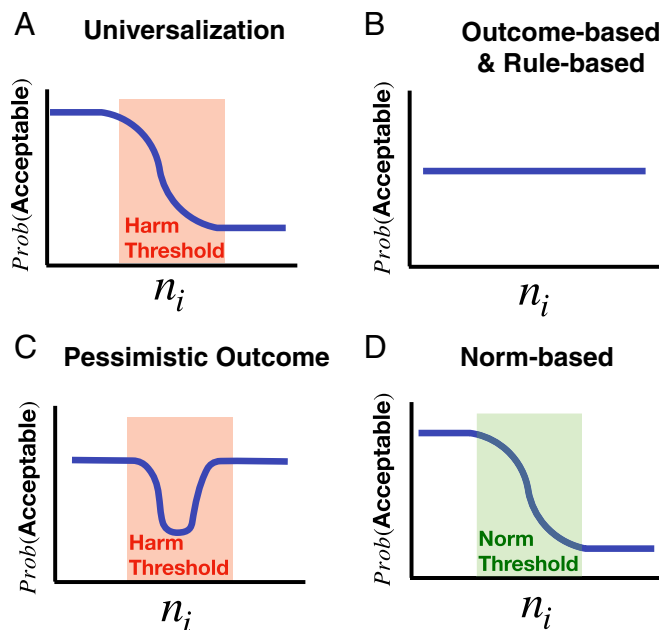 A
Universalization
Prob(Acceptable)
Harm
Threshold
n_i
B
Outcome-based
& Rule-based
Prob(Acceptable)
n_i
C
Pessimistic Outcome
Prob(Acceptable)
Harm
Threshold
n_i
D
Norm-based
Prob(Acceptable)
Norm
Threshold
n_i